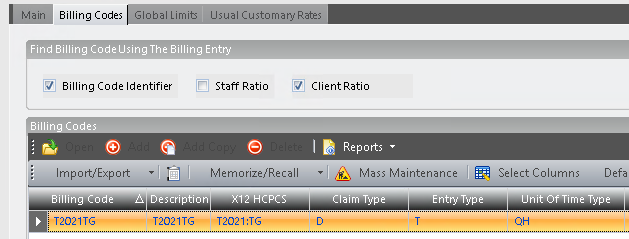 Main Billing Codes Global Limits Usual Customary Rates
Find Billing Code Using The Billing Entry
Billing Code Identifier Staff Ratio Client Ratio
Billing Codes
Open Add Add Copy Delete Reports
Import/Export Memorize/Recall Mass Maintenance Select Columns Defa
Billing Code Description X12 HCPCS Claim Type Entry Type Unit Of Time Type
T2021TG T2021TG T2021:TG D T QH